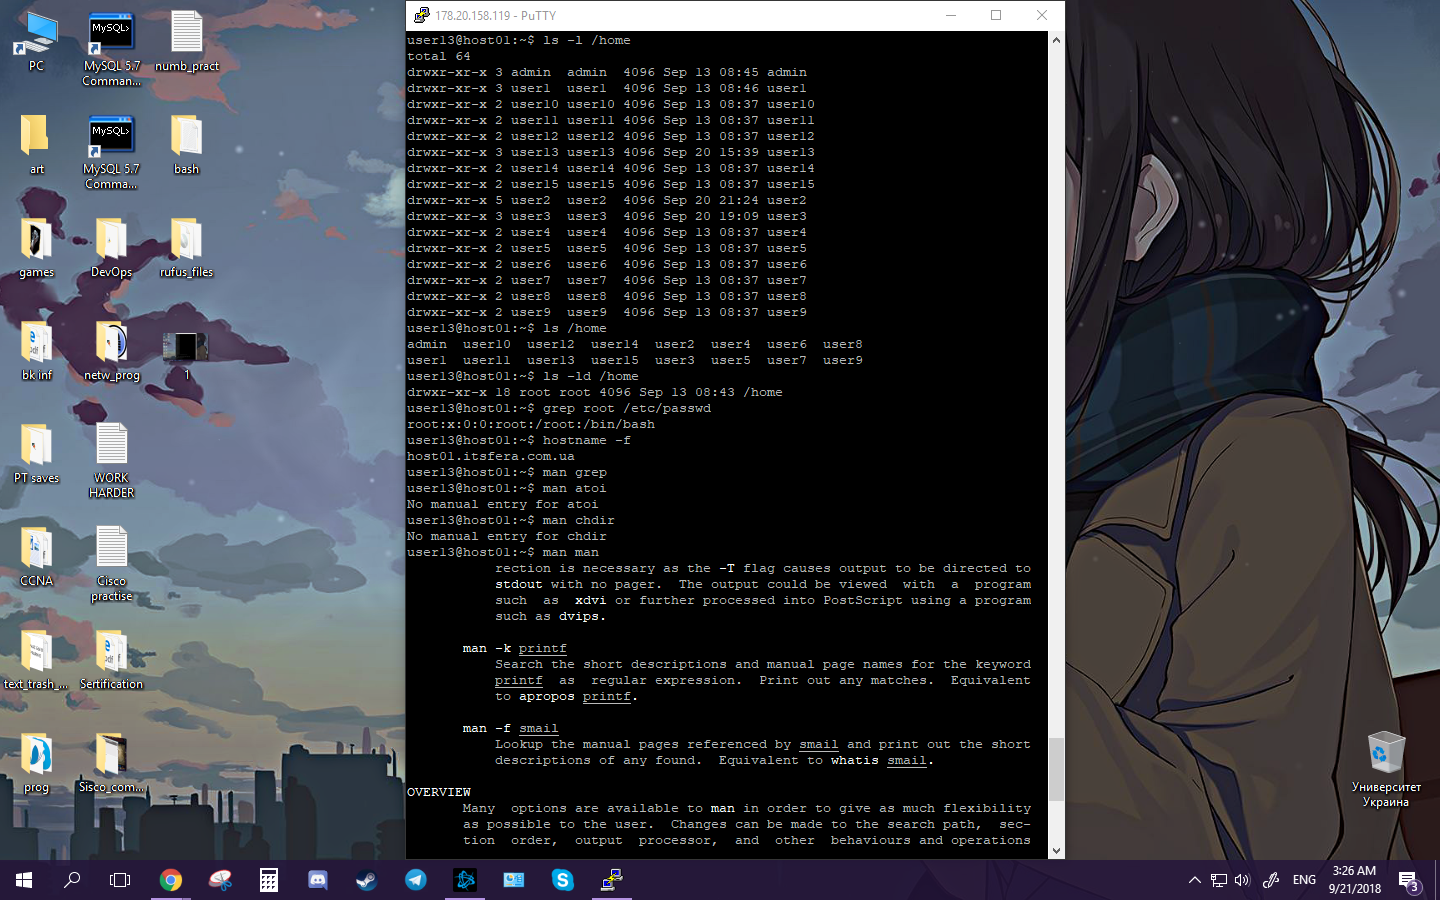 PC
MySQL 5.7
Comman...
numb_pract
art
MySQL 5.7
Comma...
bash
games
DevOps
rufus_files
bk inf
netw_prog
1
PT saves
WORK
HARDER
CCNA
Cisco
practise
text_trash_...
Sertification
prog
Sisco_com...
MySQL>
MySQL>
178.20.158.119 - PuTTY
user13@host01:~$ ls -l /home
total 64
drwxr-xr-x 3 admin  admin  4096 Sep 13 08:45 admin
drwxr-xr-x 3 user1  user1  4096 Sep 13 08:46 user1
drwxr-xr-x 2 user10 user10 4096 Sep 13 08:37 user10
drwxr-xr-x 2 user11 user11 4096 Sep 13 08:37 user11
drwxr-xr-x 2 user12 user12 4096 Sep 13 08:37 user12
drwxr-xr-x 3 user13 user13 4096 Sep 20 15:39 user13
drwxr-xr-x 2 user14 user14 4096 Sep 13 08:37 user14
drwxr-xr-x 2 user15 user15 4096 Sep 13 08:37 user15
drwxr-xr-x 5 user2  user2  4096 Sep 20 21:24 user2
drwxr-xr-x 3 user3  user3  4096 Sep 20 19:09 user3
drwxr-xr-x 2 user4  user4  4096 Sep 13 08:37 user4
drwxr-xr-x 2 user5  user5  4096 Sep 13 08:37 user5
drwxr-xr-x 2 user6  user6  4096 Sep 13 08:37 user6
drwxr-xr-x 2 user7  user7  4096 Sep 13 08:37 user7
drwxr-xr-x 2 user8  user8  4096 Sep 13 08:37 user8
drwxr-xr-x 2 user9  user9  4096 Sep 13 08:37 user9
user13@host01:~$ ls /home
admin  user10  user12  user14  user2  user4  user6  user8
user1  user11  user13  user15  user3  user5  user7  user9
user13@host01:~$ ls -ld /home
drwxr-xr-x 18 root root 4096 Sep 13 08:43 /home
user13@host01:~$ grep root /etc/passwd
root:x:0:0:root:/root:/bin/bash
user13@host01:~$ hostname -f
host01.itsfera.com.ua
user13@host01:~$ man grep
user13@host01:~$ man atoi
No manual entry for atoi
user13@host01:~$ man chdir
No manual entry for chdir
user13@host01:~$ man man
rection is necessary as the -T flag causes output to be directed to
stdout with no pager.  The output could be viewed  with  a  program
such  as  xdvi or further processed into PostScript using a program
such as dvips.
man -k printf
Search the short descriptions and manual page names for the keyword
printf  as  regular expression.  Print out any matches.  Equivalent
to apropos printf.
man -f smail
Lookup the manual pages referenced by smail and print out the short
descriptions of any found.  Equivalent to whatis smail.
OVERVIEW
Many  options are available to man in order to give as much flexibility
as possible to the user.  Changes can be made to the search path,  sec-
tion  order,  output  processor,  and  other  behaviours and operations
Университет
Украина
ENG
3:26 AM
9/21/2018
3